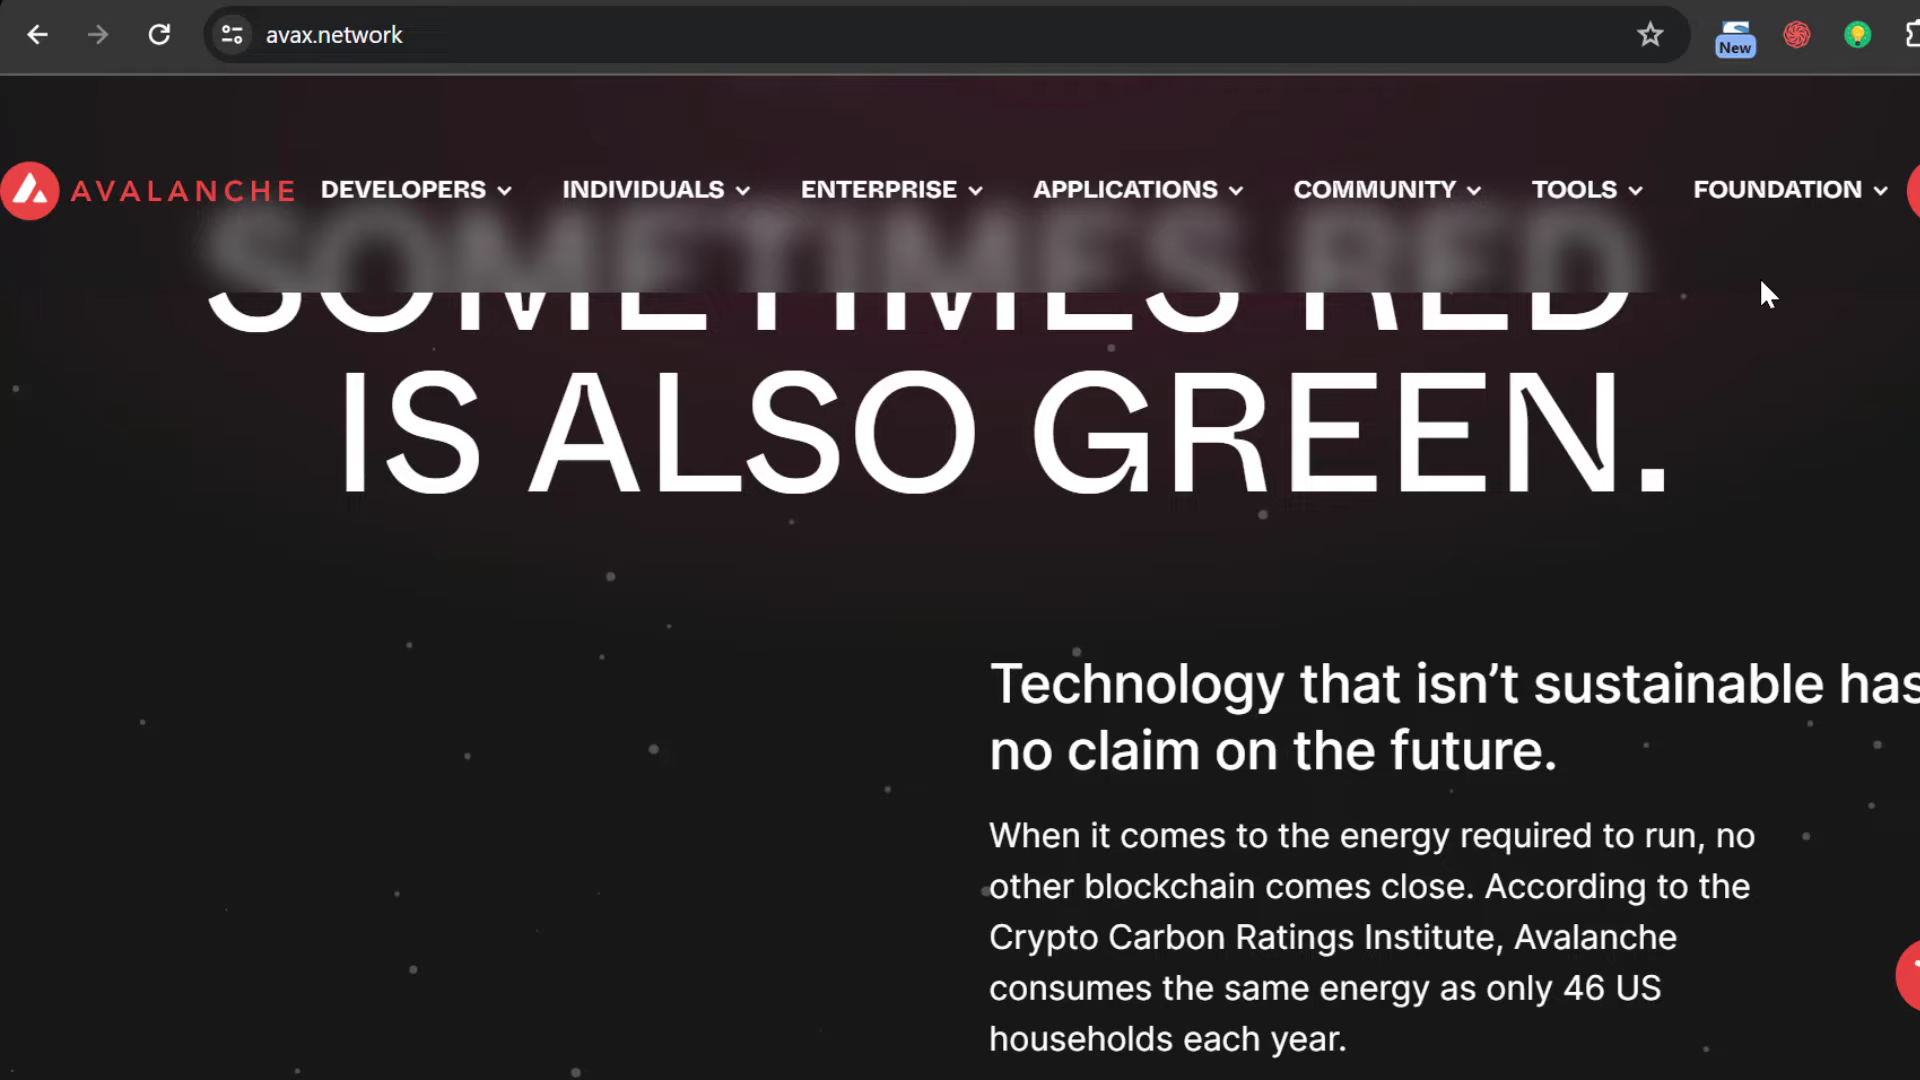 avax.network
New
AVALANCHE DEVELOPERS INDIVIDUALS ENTERPRISE APPLICATIONS COMMUNITY TOOLS FOUNDATION
SOMETIMES RED
IS ALSO GREEN.
Technology that isn’t sustainable has
no claim on the future.
When it comes to the energy required to run, no
other blockchain comes close. According to the
Crypto Carbon Ratings Institute, Avalanche
consumes the same energy as only 46 US
households each year.